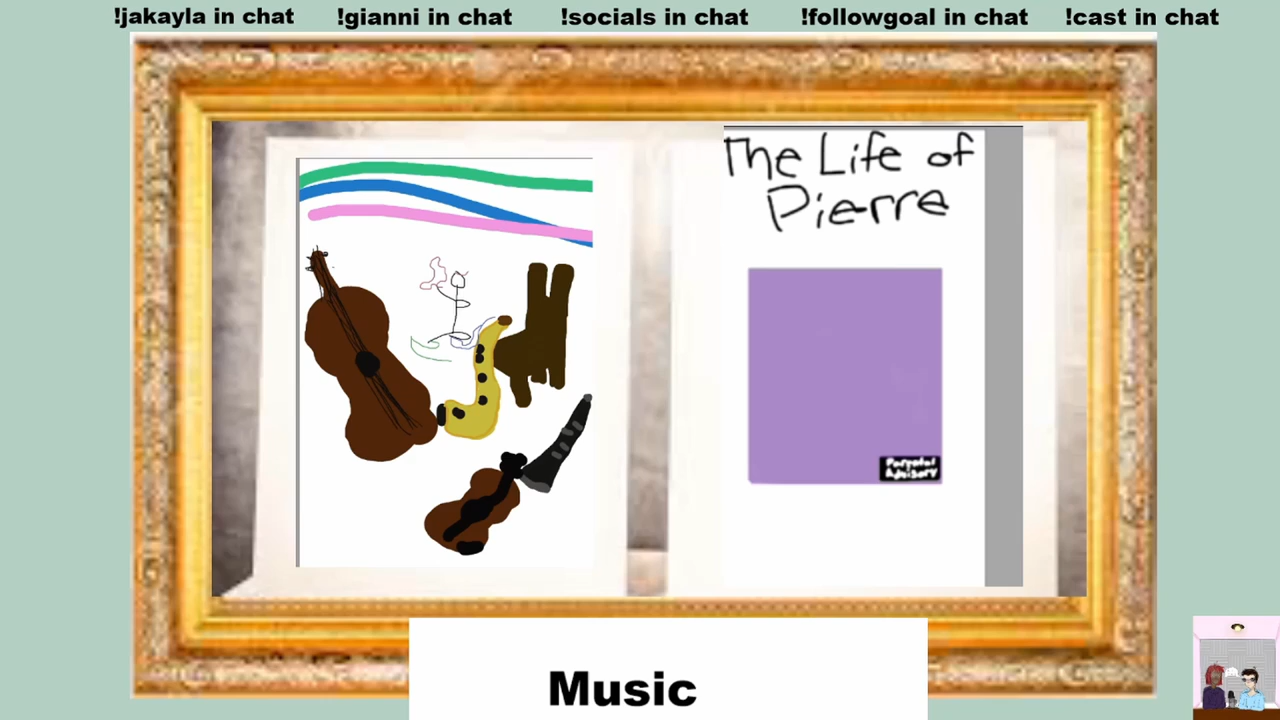 !jakayla in chat !gianni in chat !socials in chat !followgoal in chat !cast in chat
The Life of
Pierre
Parental
Advisory
Music